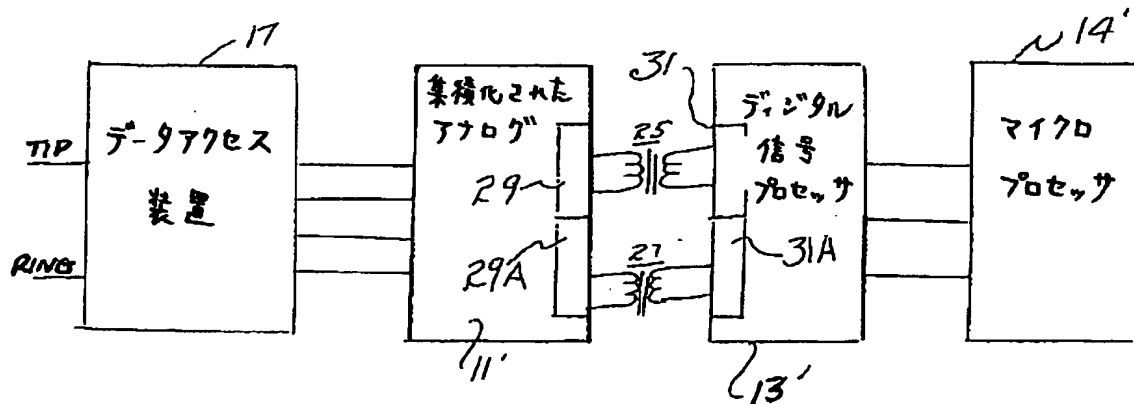 17
データアクセス
装置
TIP
RING
集積化された
アナログ
29
29A
11'
25
27
31
31A
ディジタル
信号
プロセッサ
13'
14'
マイクロ
プロセッサ